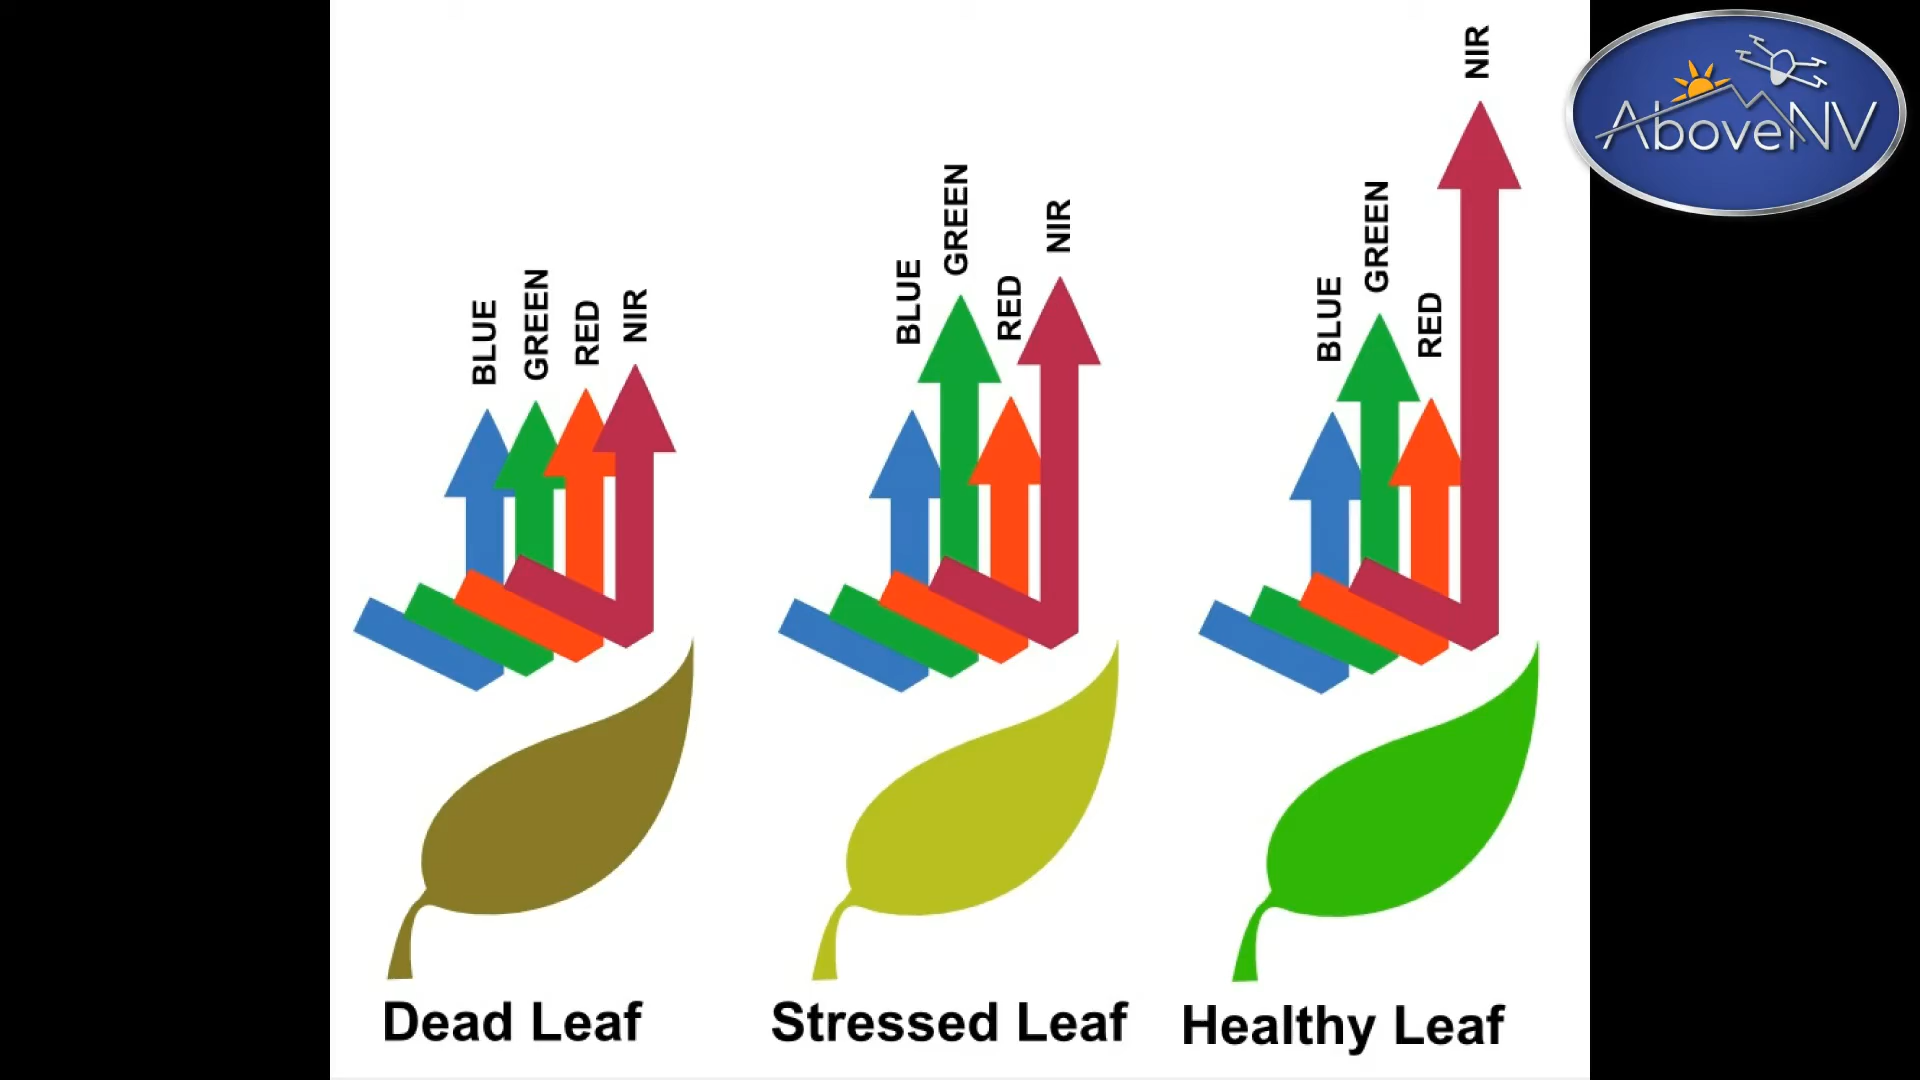 BLUE
GREEN
RED
NIR
BLUE
GREEN
RED
NIR
BLUE
GREEN
RED
NIR
AboveNV
Dead Leaf
Stressed Leaf
Healthy Leaf